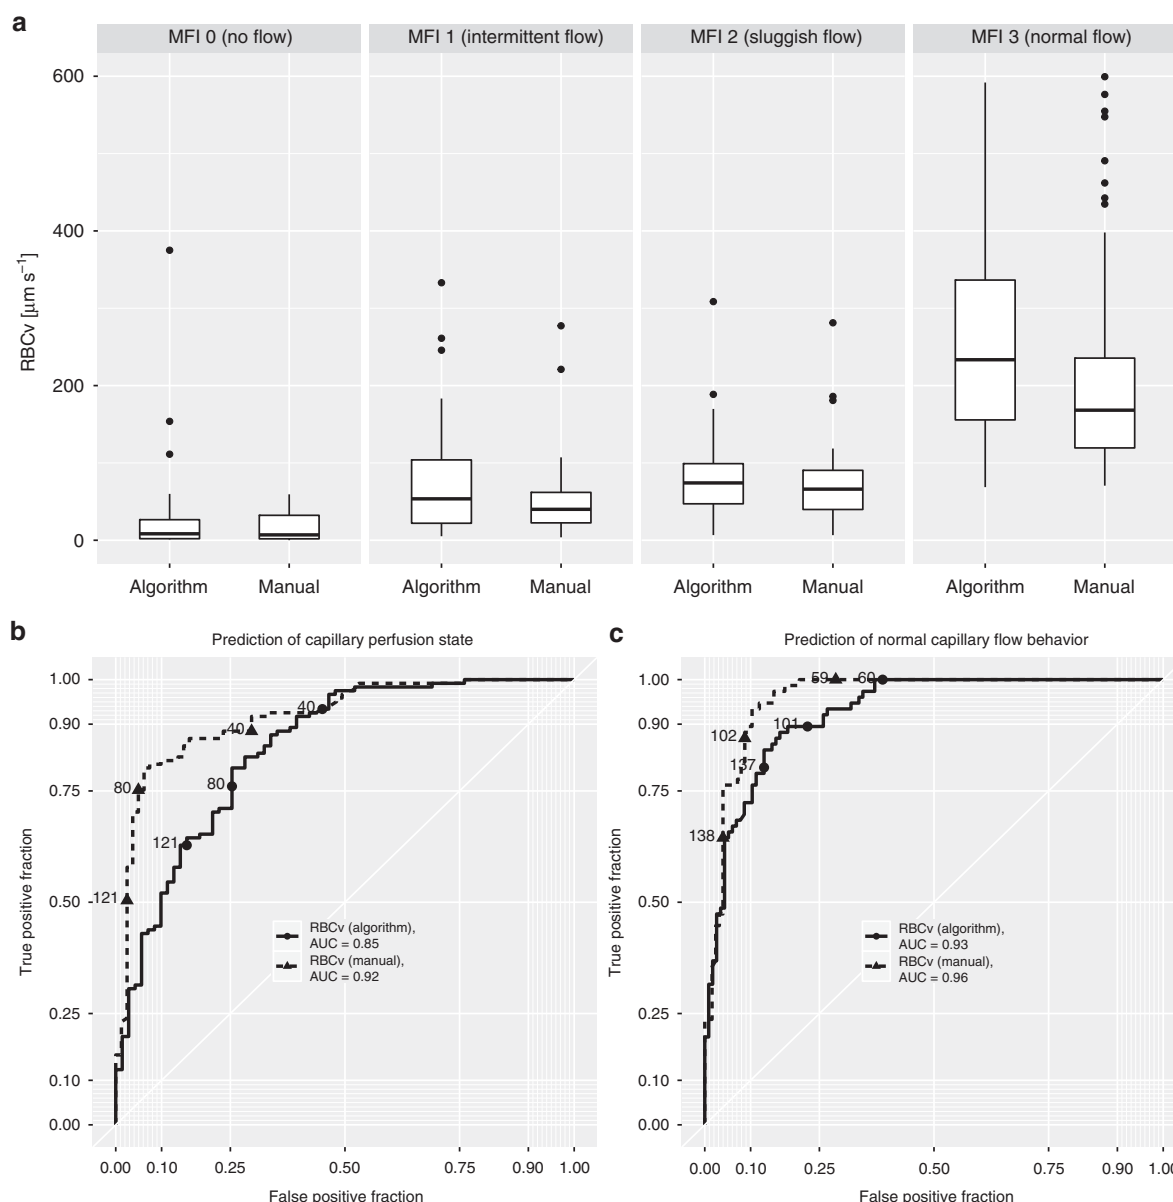 a
MFI 0 (no flow)
MFI 1 (intermittent flow)
MFI 2 (sluggish flow)
MFI 3 (normal flow)
RBCv [μm s⁻¹]
600
400
200
0
Algorithm
Manual
Algorithm
Manual
Algorithm
Manual
Algorithm
Manual
b
Prediction of capillary perfusion state
True positive fraction
1.00
0.90
0.75
0.50
0.25
0.10
0.00
40
40
80
80
121
121
RBCv (algorithm),
AUC = 0.85
RBCv (manual),
AUC = 0.92
0.00
0.10
0.25
0.50
0.75
0.90
1.00
False positive fraction
c
Prediction of normal capillary flow behavior
True positive fraction
1.00
0.90
0.75
0.50
0.25
0.10
0.00
59
60
101
102
137
138
RBCv (algorithm),
AUC = 0.93
RBCv (manual),
AUC = 0.96
0.00
0.10
0.25
0.50
0.75
0.90
1.00
False positive fraction